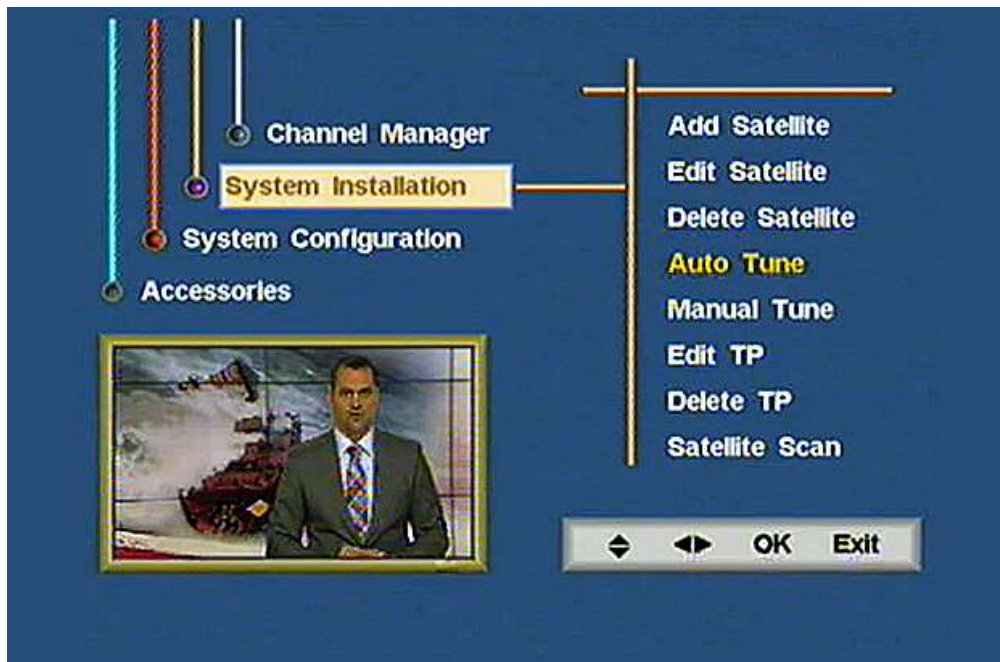 Channel Manager
System Installation
System Configuration
Accessories
Add Satellite
Edit Satellite
Delete Satellite
Auto Tune
Manual Tune
Edit TP
Delete TP
Satellite Scan
OK Exit